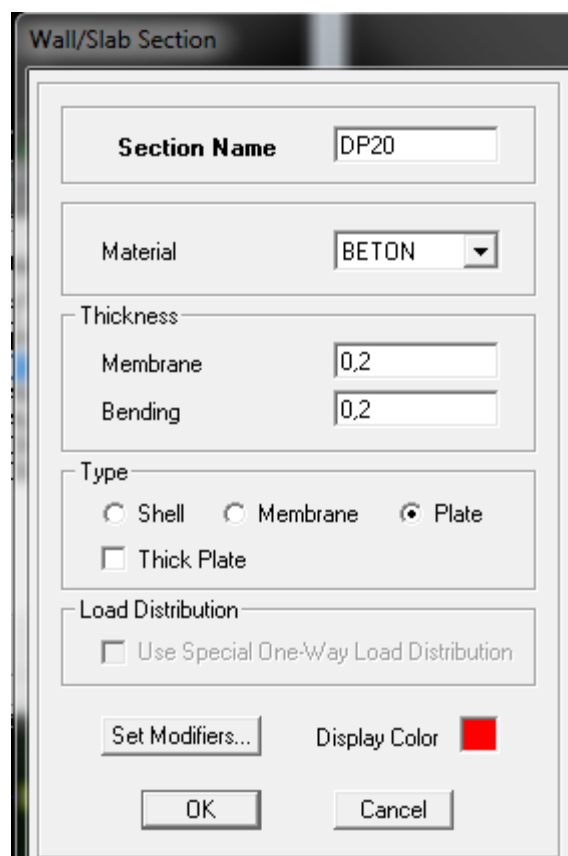 Wall/Slab Section
Section Name DP20
Material BETON
Thickness
Membrane 0,2
Bending 0,2
Type
Shell Membrane Plate
Thick Plate
Load Distribution
Use Special One-Way Load Distribution
Set Modifiers... Display Color
OK Cancel